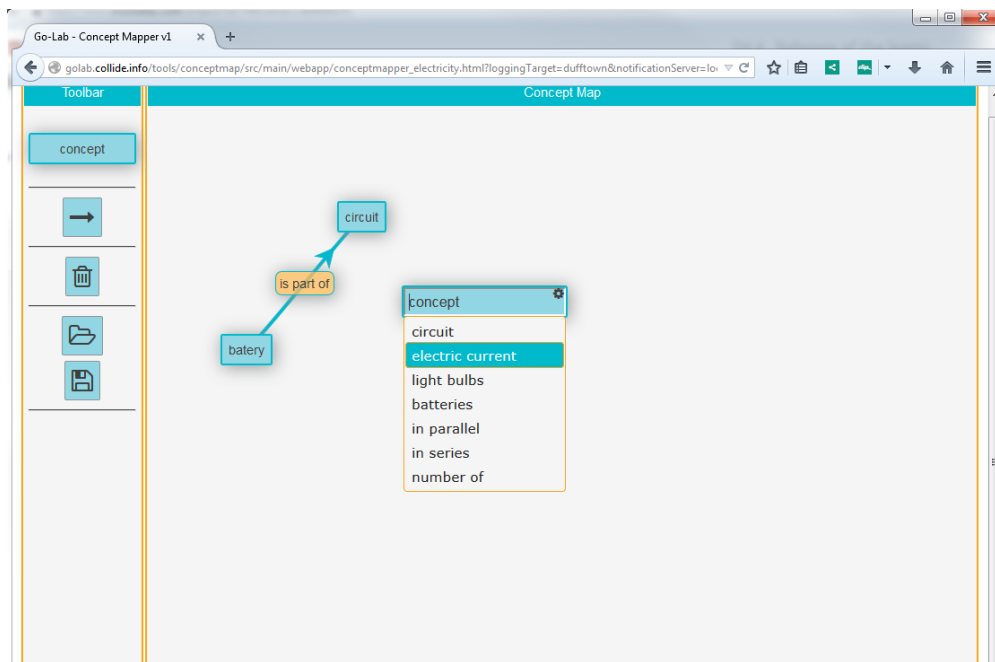 Go-Lab - Concept Mapper v1
golab.collide.info/tools/conceptmap/src/main/webapp/conceptmapper_electricity.html?loggingTarget=dufftown&notificationServer=lo
Toolbar
Concept Map
concept
circuit
is part of
batery
concept
circuit
electric current
light bulbs
batteries
in parallel
in series
number of